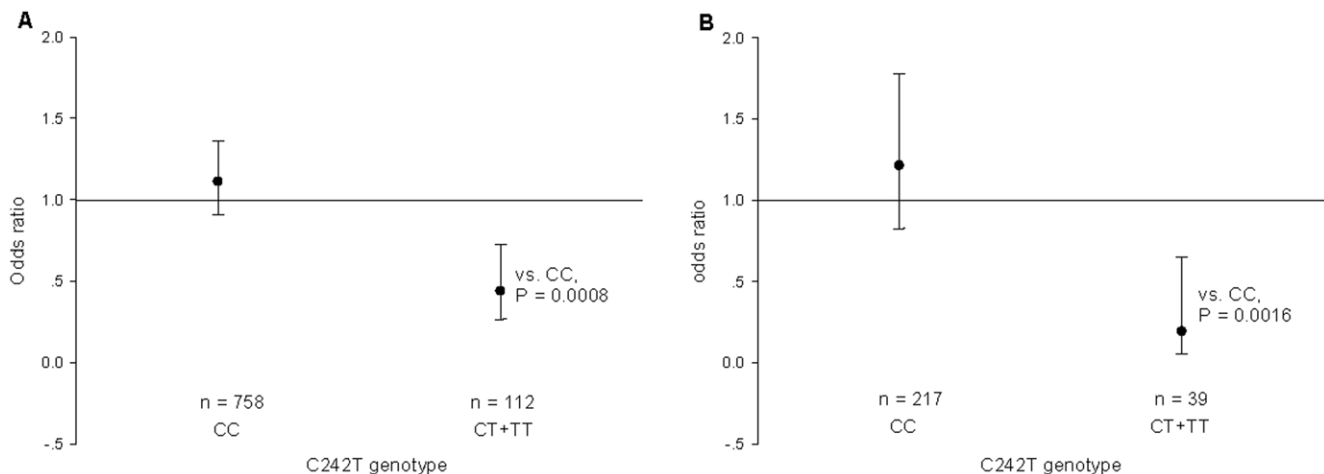 A
2.0
1.5
1.0
.5
0.0
-.5
Odds ratio
vs. CC,
P = 0.0008
n = 758
n = 112
CC
CT+TT
C242T genotype
B
2.0
1.5
1.0
.5
0.0
-.5
odds ratio
vs. CC,
P = 0.0016
n = 217
n = 39
CC
CT+TT
C242T genotype